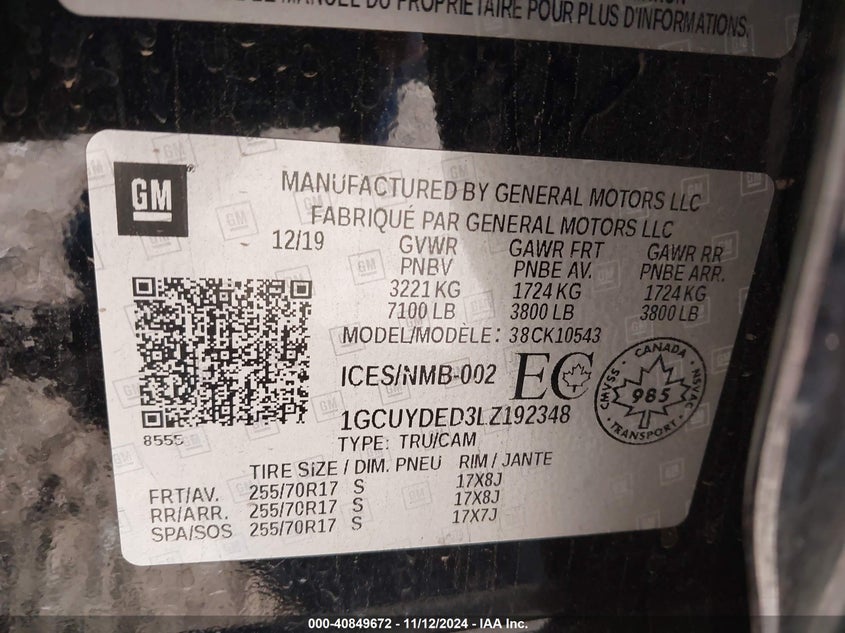 LE MANUEL DU PROPRIÉTAIRE POUR PLUS D'INFORMATIONS.
GM
MANUFACTURED BY GENERAL MOTORS LLC
FABRIQUÉ PAR GENERAL MOTORS LLC
12/19 GVWR GAWR FRT GAWR RR
PNBV PNBE AV. PNBE ARR.
3221 KG 1724 KG 1724 KG
7100 LB 3800 LB 3800 LB
MODEL/MODÈLE: 38CK10543
ICES/NMB-002 EC
CANADA
CMVSS 985 NSVAC
TRANSPORT
8555
1GCUYDED3LZ192348
TYPE: TRU/CAM
TIRE SIZE / DIM. PNEU RIM / JANTE
FRT/AV. 255/70R17 S 17X8J
RR/ARR. 255/70R17 S 17X8J
SPA/SOS 255/70R17 S 17X7J
000-40849672 - 11/12/2024 - IAA Inc.